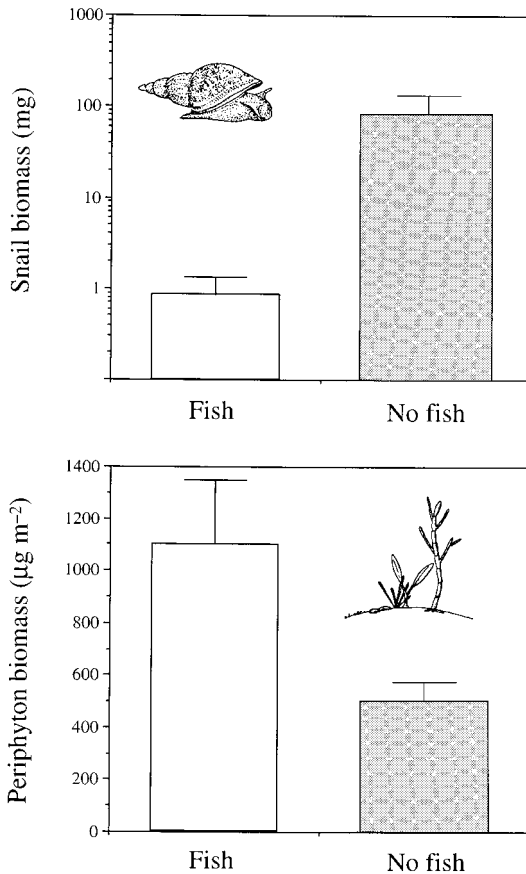 1000
100
10
1
Snail biomass (mg)
Fish
No fish
1400
1200
1000
800
600
400
200
0
Periphyton biomass (µg m⁻²)
Fish
No fish